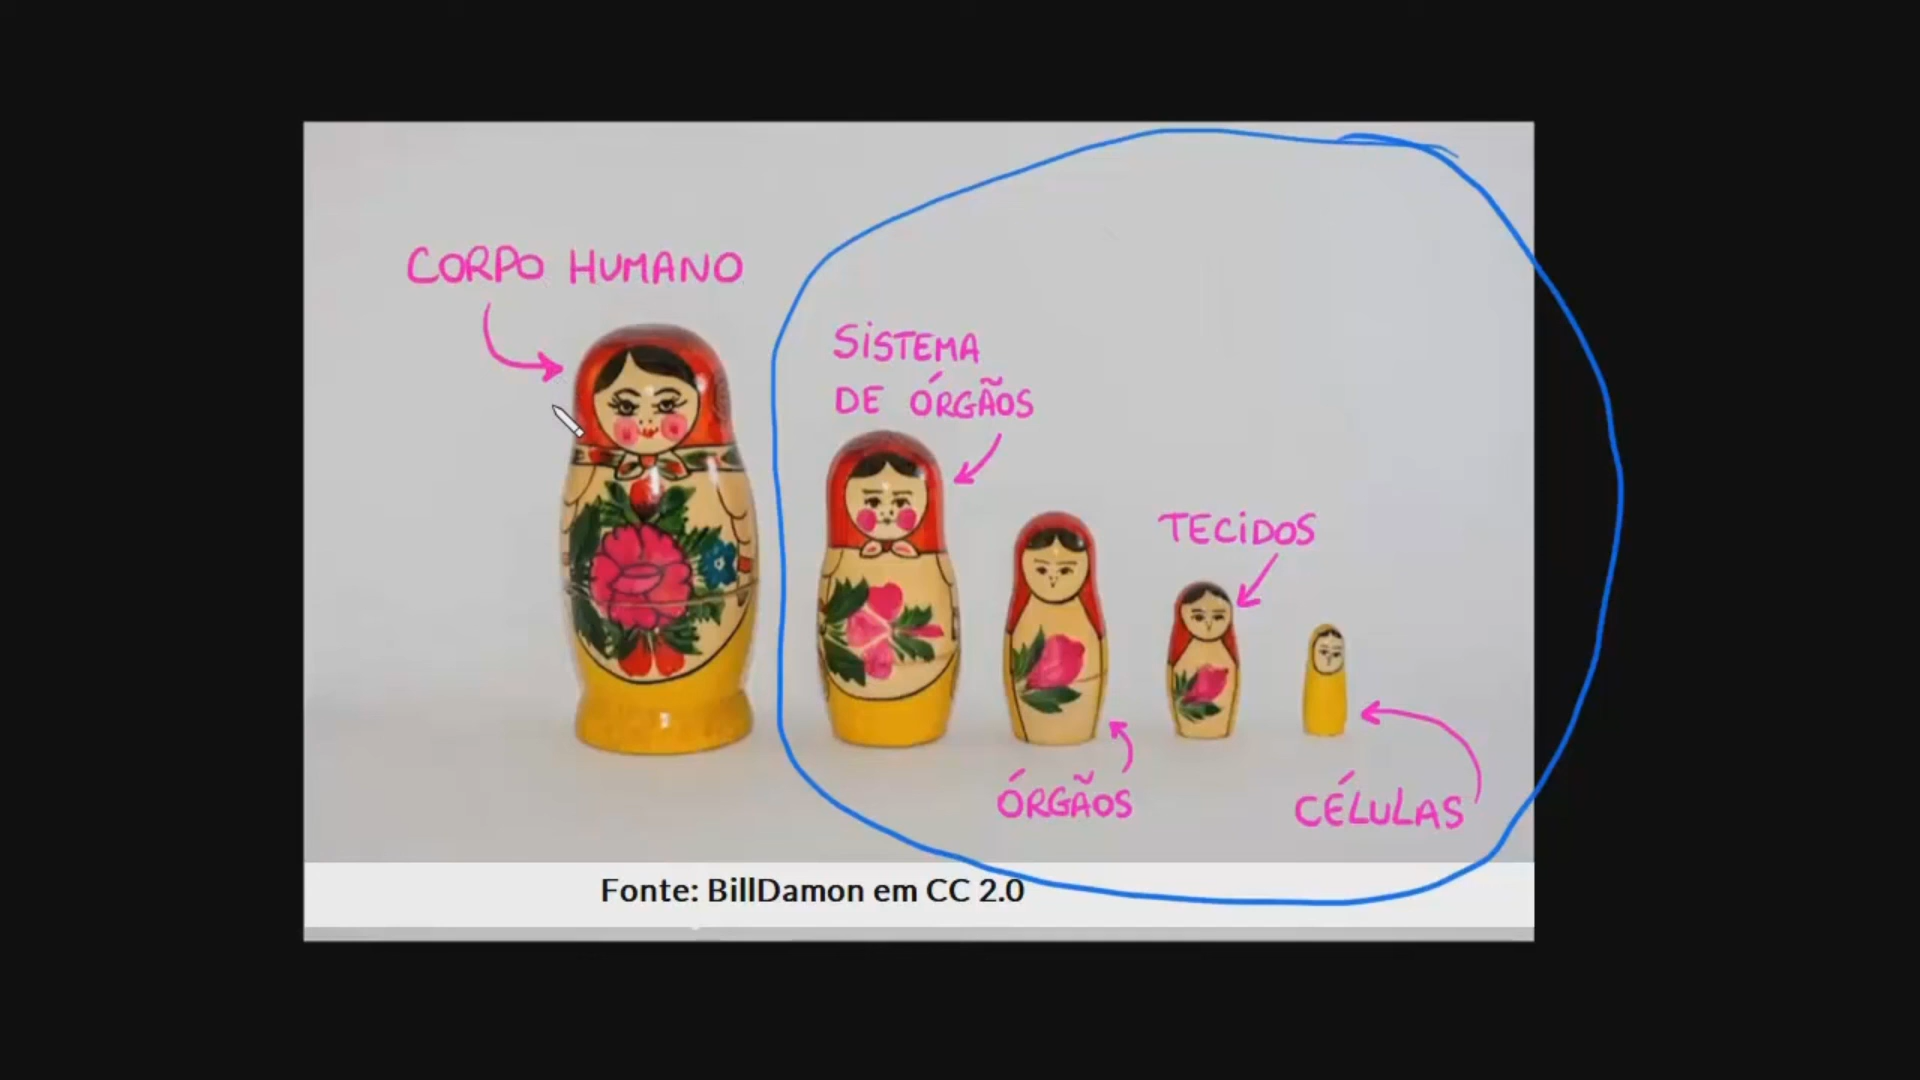 CORPO HUMANO
SISTEMA
DE ÓRGÃOS
TECIDOS
ÓRGÃOS
CÉLULAS
Fonte: BillDamon em CC 2.0